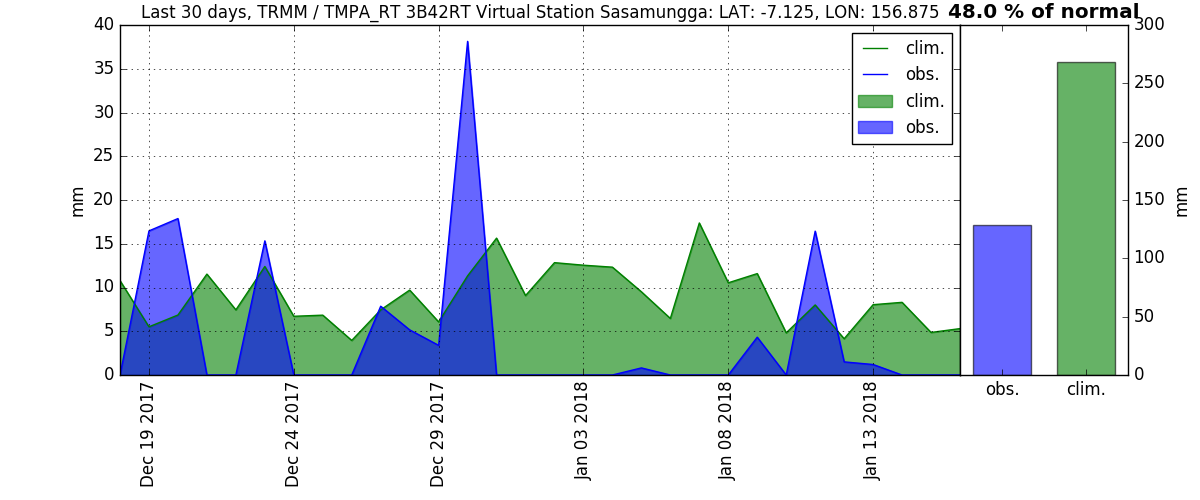 Last 30 days, TRMM / TMPA_RT 3B42RT Virtual Station Sasamungga: LAT: -7.125, LON: 156.875
48.0 % of normal
40
35
30
25
20
15
10
5
0
mm
clim.
obs.
clim.
obs.
Dec 19 2017
Dec 24 2017
Dec 29 2017
Jan 03 2018
Jan 08 2018
Jan 13 2018
300
250
200
150
100
50
0
mm
obs.
clim.